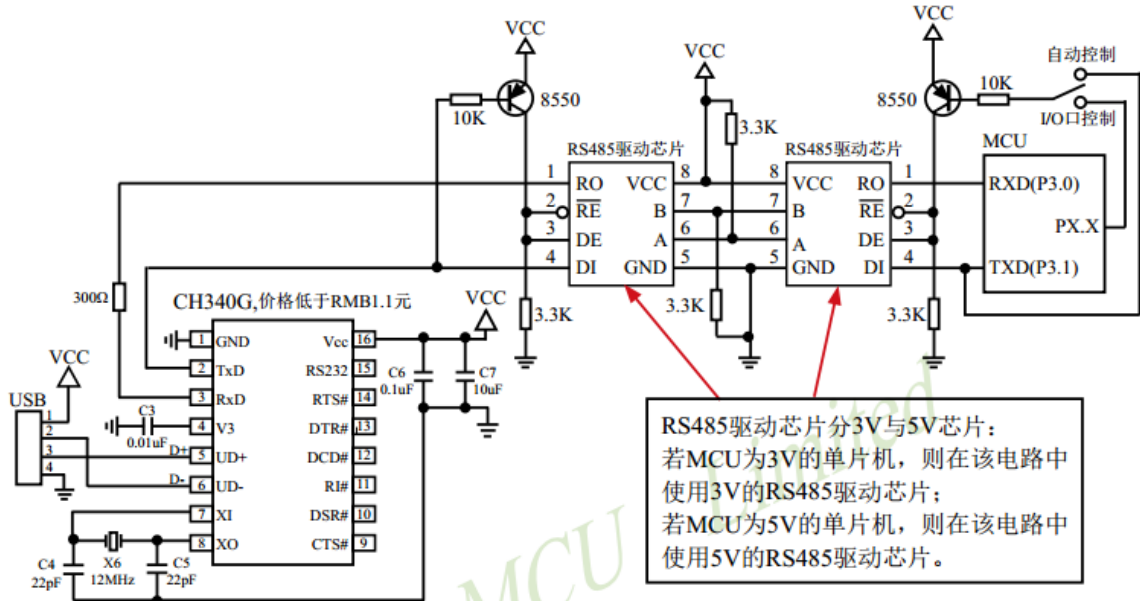 VCC
VCC
VCC
自动控制
10K
8550
8550
10K
I/O口控制
3.3K
MCU
RS485驱动芯片
RS485驱动芯片
1 RO VCC 8
8 VCC RO 1
RXD(P3.0)
2 RE B 7
7 B RE 2
PX.X
3 DE A 6
6 A DE 3
4 DI GND 5
5 GND DI 4
TXD(P3.1)
300Ω
3.3K
3.3K
3.3K
CH340G,价格低于RMB1.1元
VCC
1 GND Vcc 16
2 TxD RS232 15
3 RxD RTS# 14
4 V3 DTR# 13
5 UD+ DCD# 12
6 UD- RI# 11
7 XI DSR# 10
8 XO CTS# 9
C6
0.1uF
C7
10uF
VCC
USB
1
2
3
4
C3
0.01uF
D+
D-
C4
22pF
X6
12MHz
C5
22pF
RS485驱动芯片分3V与5V芯片：
若MCU为3V的单片机，则在该电路中
使用3V的RS485驱动芯片；
若MCU为5V的单片机，则在该电路中
使用5V的RS485驱动芯片。
MCU Limited